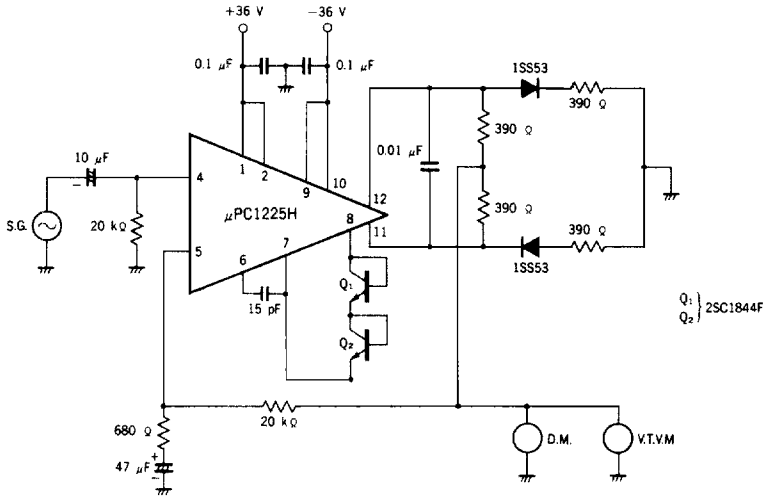 +36 V
−36 V
0.1 μF
0.1 μF
1SS53
390 Ω
390 Ω
10 μF
−
4
1
2
9
10
0.01 μF
12
S.G.
20 kΩ
μPC1225H
8
11
390 Ω
390 Ω
5
6
7
1SS53
15 pF
Q1
Q2
Q1
Q2
2SC1844F
20 kΩ
680 Ω
+
47 μF
−
D.M.
V.T.V.M